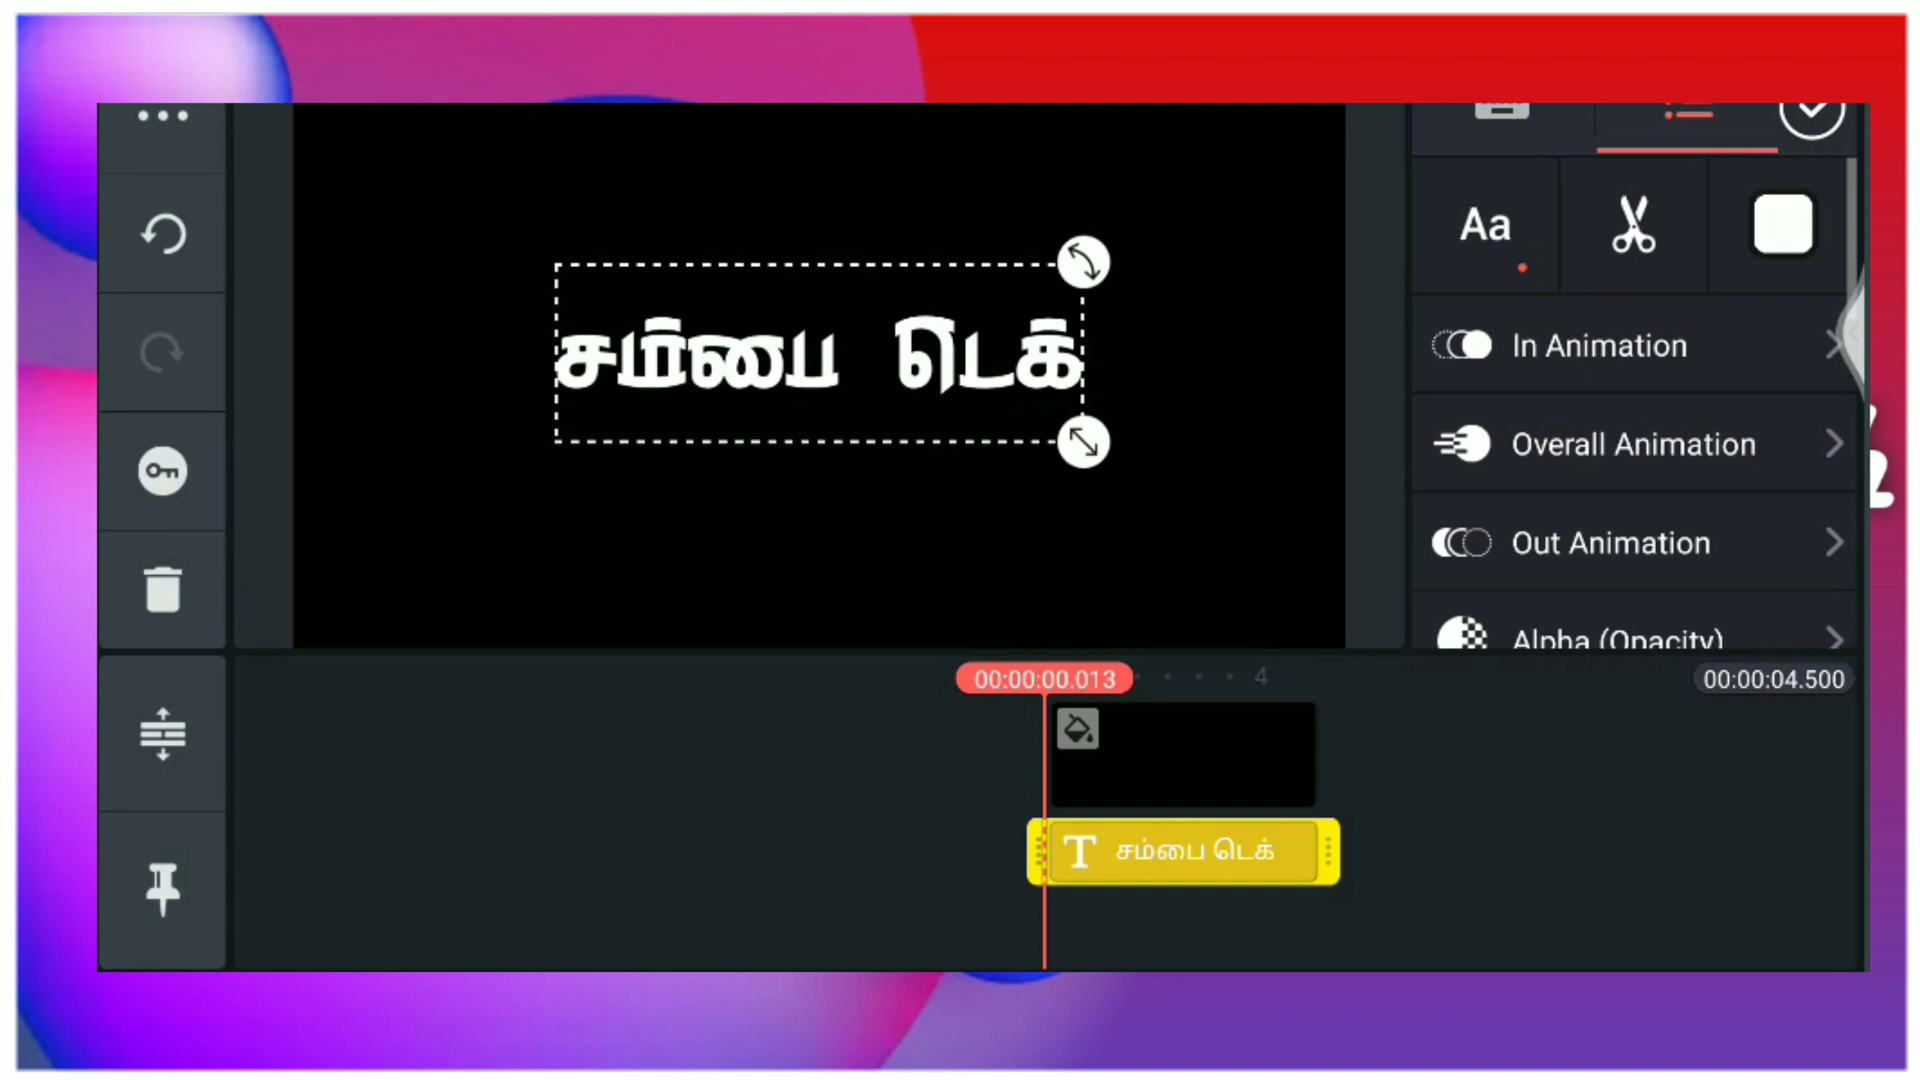 Aa
சம்பை டெக்
In Animation
Overall Animation
Out Animation
Alpha (Opacity)
00:00:00.013
4
00:00:04.500
T சம்பை டெக்